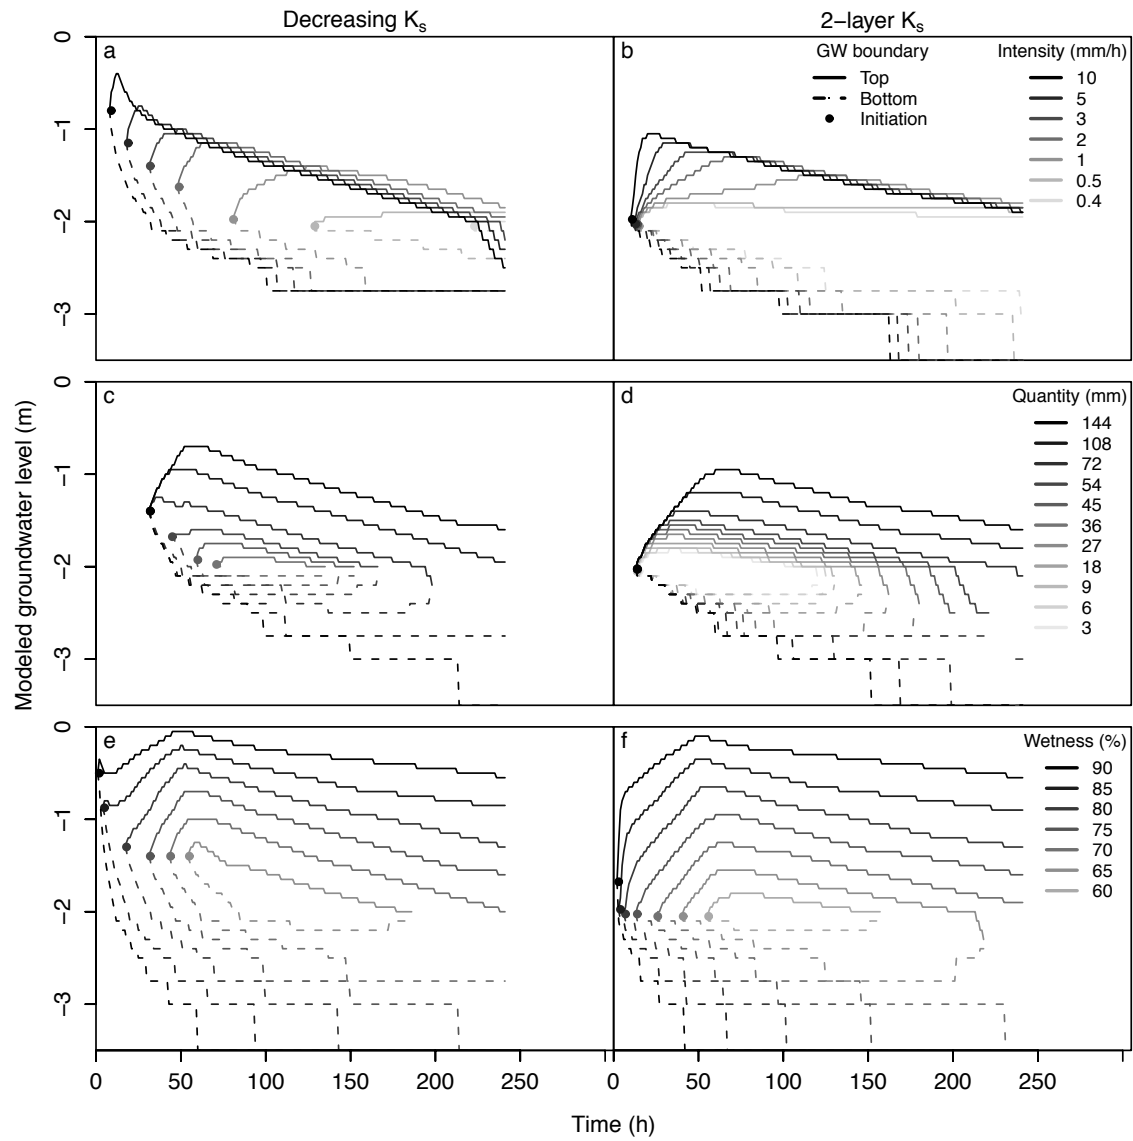 Decreasing Ks
2−layer Ks
a
b
GW boundary
Top
Bottom
Initiation
Intensity (mm/h)
10
5
3
2
1
0.5
0.4
0
−1
−2
−3
c
d
Quantity (mm)
144
108
72
54
45
36
27
18
9
6
3
0
−1
−2
−3
Modeled groundwater level (m)
e
f
Wetness (%)
90
85
80
75
70
65
60
0
−1
−2
−3
0 50 100 150 200 250
0 50 100 150 200 250
Time (h)